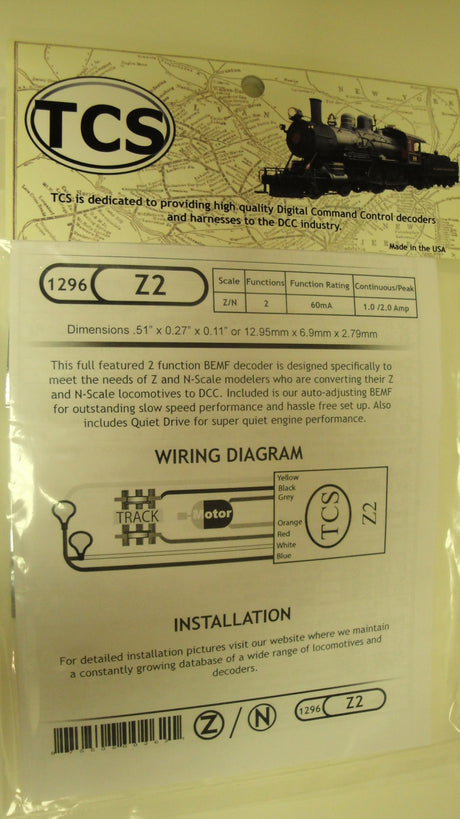 TCS
TCS is dedicated to providing high quality Digital Command Control decoders
and harnesses to the DCC industry.
Made in the USA
1296 Z2
Scale Functions Function Rating Continuous/Peak
Z/N 2 60mA 1.0 /2.0 Amp
Dimensions .51" x 0.27" x 0.11" or 12.95mm x 6.9mm x 2.79mm
This full featured 2 function BEMF decoder is designed specifically to
meet the needs of Z and N-Scale modelers who are converting their Z
and N-Scale locomotives to DCC. Included is our auto-adjusting BEMF
for outstanding slow speed performance and hassle free set up. Also
includes Quiet Drive for super quiet engine performance.
WIRING DIAGRAM
Yellow
Black
Grey
TRACK
Motor
Orange
Red
White
Blue
TCS
Z2
INSTALLATION
For detailed installation pictures visit our website where we maintain
a constantly growing database of a wide range of locomotives and
decoders.
Z / N 1296 Z2